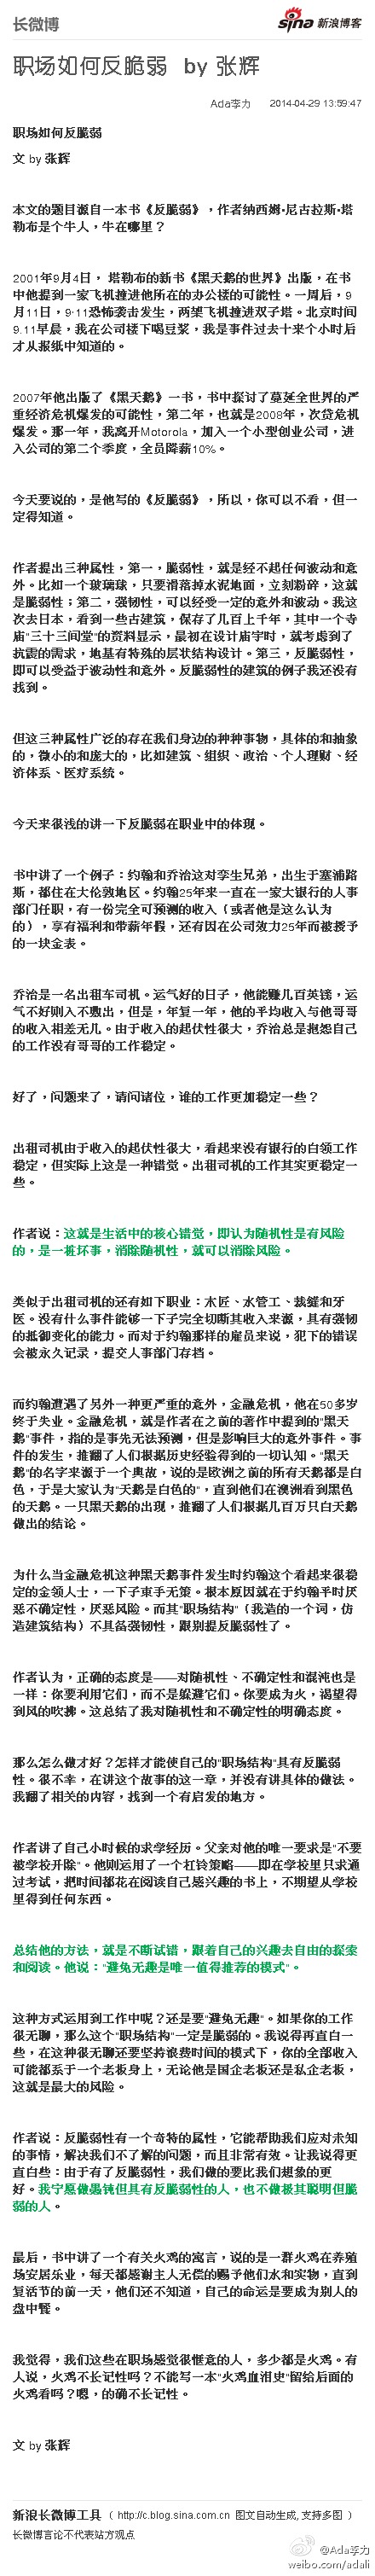 长微博
sina 新浪博客
职场如何反脆弱 by 张辉
Ada李力 2014-04-29 13:59:47
职场如何反脆弱
文 by 张辉
本文的题目源自一本书《反脆弱》，作者纳西姆·尼古拉斯·塔
勒布是个牛人，牛在哪里？
2001年9月4日， 塔勒布的新书《黑天鹅的世界》出版，在书
中他提到一家飞机撞进他所在的办公楼的可能性。一周后，9
月11日，9·11恐怖袭击发生，两架飞机撞进双子塔。北京时间
9.11早晨，我在公司楼下喝豆浆，我是事件过去十来个小时后
才从报纸中知道的。
2007年他出版了《黑天鹅》一书，书中探讨了蔓延全世界的严
重经济危机爆发的可能性，第二年，也就是2008年，次贷危机
爆发。那一年，我离开Motorola，加入一个小型创业公司，进
入公司的第二个季度，全员降薪10%。
今天要说的，是他写的《反脆弱》，所以，你可以不看，但一
定得知道。
作者提出三种属性，第一，脆弱性，就是经不起任何波动和意
外。比如一个玻璃球，只要滑落掉水泥地面，立刻粉碎，这就
是脆弱性；第二，强韧性，可以经受一定的意外和波动。我这
次去日本，看到一些古建筑，保存了几百上千年，其中一个寺
庙"三十三间堂"的资料显示，最初在设计庙宇时，就考虑到了
抗震的需求，地基有特殊的层状结构设计。第三，反脆弱性，
即可以受益于波动性和意外。反脆弱性的建筑的例子我还没有
找到。
但这三种属性广泛的存在我们身边的种种事物，具体的和抽象
的，微小的和庞大的，比如建筑、组织、政治、个人理财、经
济体系、医疗系统。
今天来很浅的讲一下反脆弱在职业中的体现。
书中讲了一个例子：约翰和乔治这对孪生兄弟，出生于塞浦路
斯，都住在大伦敦地区。约翰25年来一直在一家大银行的人事
部门任职，有一份完全可预测的收入（或者他是这么认为
的），享有福利和带薪年假，还有因在公司效力25年而被授予
的一块金表。
乔治是一名出租车司机。运气好的日子，他能赚几百英镑，运
气不好则入不敷出，但是，年复一年，他的平均收入与他哥哥
的收入相差无几。由于收入的起伏性很大，乔治总是抱怨自己
的工作没有哥哥的工作稳定。
好了，问题来了，请问诸位，谁的工作更加稳定一些？
出租司机由于收入的起伏性很大，看起来没有银行的白领工作
稳定，但实际上这是一种错觉。出租司机的工作其实更稳定一
些。
作者说：这就是生活中的核心错觉，即认为随机性是有风险
的，是一桩坏事，消除随机性，就可以消除风险。
类似于出租司机的还有如下职业：木匠、水管工、裁缝和牙
医。没有什么事件能够一下子完全切断其收入来源，具有强韧
的抵御变化的能力。而对于约翰那样的雇员来说，犯下的错误
会被永久记录，提交人事部门存档。
而约翰遭遇了另外一种更严重的意外，金融危机，他在50多岁
终于失业。金融危机，就是作者在之前的著作中提到的"黑天
鹅"事件，指的是事先无法预测，但是影响巨大的意外事件。事
件的发生，推翻了人们根据历史经验得到的一切认知。"黑天
鹅"的名字来源于一个典故，说的是欧洲之前的所有天鹅都是白
色，于是大家认为"天鹅是白色的"，直到他们在澳洲看到黑色
的天鹅。一只黑天鹅的出现，推翻了人们根据几百万只白天鹅
做出的结论。
为什么当金融危机这种黑天鹅事件发生时约翰这个看起来很稳
定的金领人士，一下子束手无策。根本原因就在于约翰平时厌
恶不确定性，厌恶风险。而其"职场结构"（我造的一个词，仿
造建筑结构）不具备强韧性，跟别提反脆弱性了。
作者认为，正确的态度是——对随机性、不确定性和混沌也是
一样：你要利用它们，而不是躲避它们。你要成为火，渴望得
到风的吹拂。这总结了我对随机性和不确定性的明确态度。
那么怎么做才好？怎样才能使自己的"职场结构"具有反脆弱
性。很不幸，在讲这个故事的这一章，并没有讲具体的做法。
我翻了相关的内容，找到一个有启发的地方。
作者讲了自己小时候的求学经历。父亲对他的唯一要求是"不要
被学校开除"。他则运用了一个杠铃策略——即在学校里只求通
过考试，把时间都花在阅读自己感兴趣的书上，不期望从学校
里得到任何东西。
总结他的方法，就是不断试错，跟着自己的兴趣去自由的探索
和阅读。他说："避免无趣是唯一值得推荐的模式"。
这种方式运用到工作中呢？还是要"避免无趣"。如果你的工作
很无聊，那么这个"职场结构"一定是脆弱的。我说得再直白一
些，在这种很无聊还要坚持浪费时间的模式下，你的全部收入
可能都系于一个老板身上，无论他是国企老板还是私企老板，
这就是最大的风险。
作者说：反脆弱性有一个奇特的属性，它能帮助我们应对未知
的事情，解决我们不了解的问题，而且非常有效。让我说得更
直白些：由于有了反脆弱性，我们做的要比我们想象的更
好。我宁愿做愚钝但具有反脆弱性的人，也不做极其聪明但脆
弱的人。
最后，书中讲了一个有关火鸡的寓言，说的是一群火鸡在养殖
场安居乐业，每天都感谢主人无偿的赐予他们水和实物，直到
复活节的前一天，他们还不知道，自己的命运是要成为别人的
盘中餐。
我觉得，我们这些在职场感觉很惬意的人，多少都是火鸡。有
人说，火鸡不长记性吗？不能写一本"火鸡血泪史"留给后面的
火鸡看吗？嗯，的确不长记性。
文 by 张辉
新浪长微博工具（ http://c.blog.sina.com.cn 图文自动生成, 支持多图 ）
长微博言论不代表站方观点
@Ada李力
weibo.com/adali